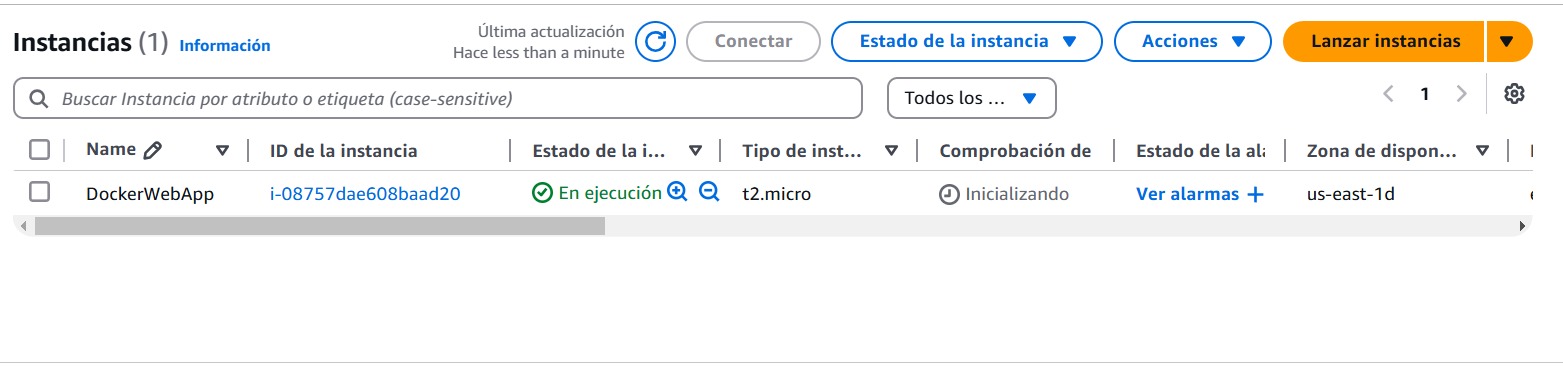 Instancias (1) Información
Última actualización
Hace less than a minute
Conectar
Estado de la instancia
Acciones
Lanzar instancias
Buscar Instancia por atributo o etiqueta (case-sensitive)
Todos los ...
1
Name ID de la instancia Estado de la i... Tipo de inst... Comprobación de Estado de la ala Zona de dispon...
DockerWebApp i-08757dae608baad20 En ejecución t2.micro Inicializando Ver alarmas + us-east-1d